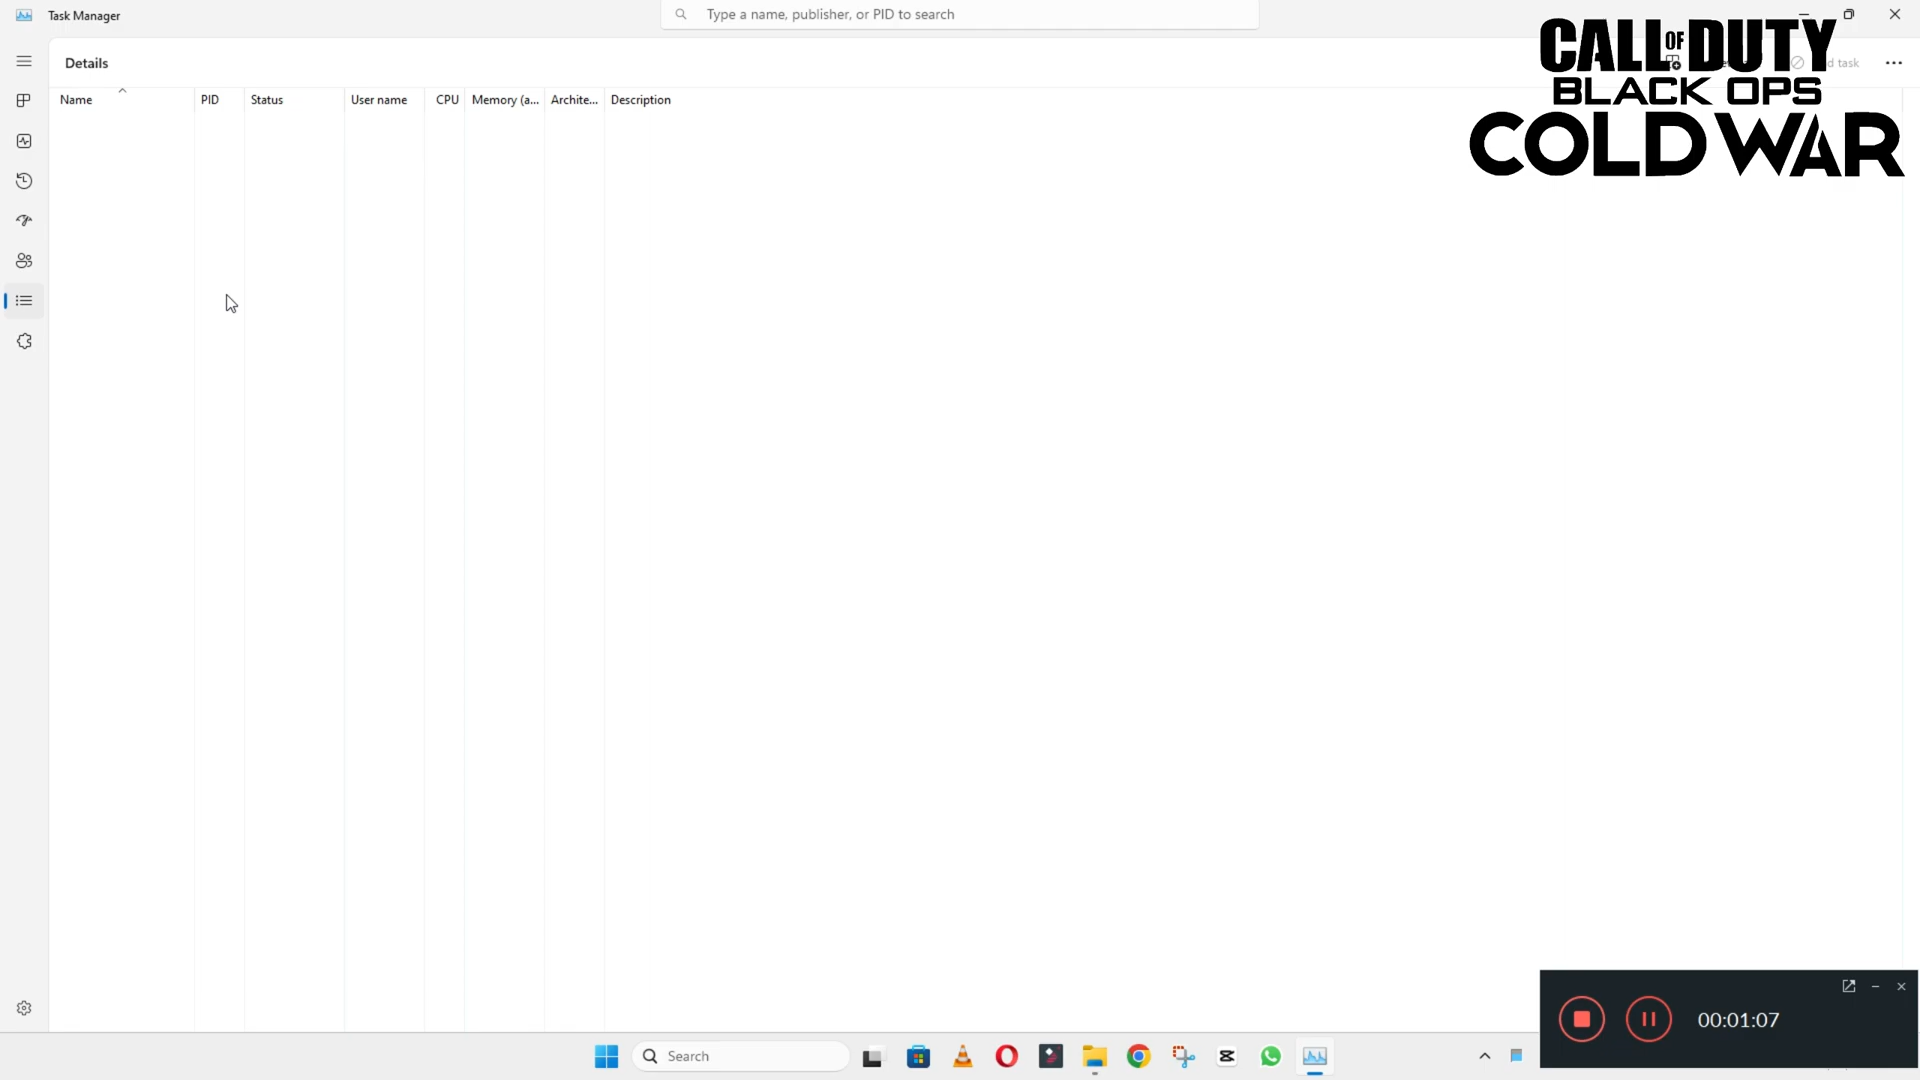 Task Manager
Type a name, publisher, or PID to search
CALL OF DUTY
BLACK OPS
COLD WAR
Details
task
Name
PID
Status
User name
CPU
Memory (a...
Archite...
Description
00:01:07
Search